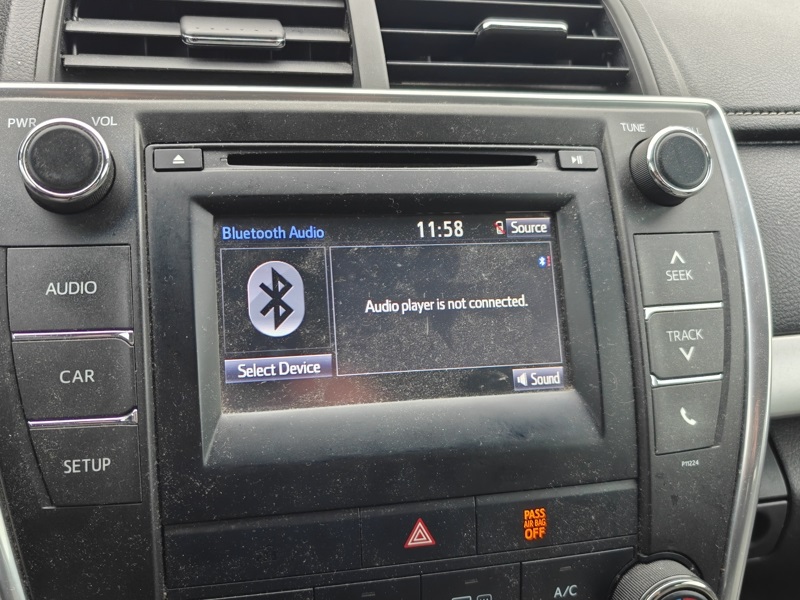 PWR
VOL
TUNE
Bluetooth Audio
11:58
Source
Audio player is not connected.
Select Device
Sound
AUDIO
CAR
SETUP
SEEK
TRACK
P11224
PASS
AIR BAG
OFF
A/C